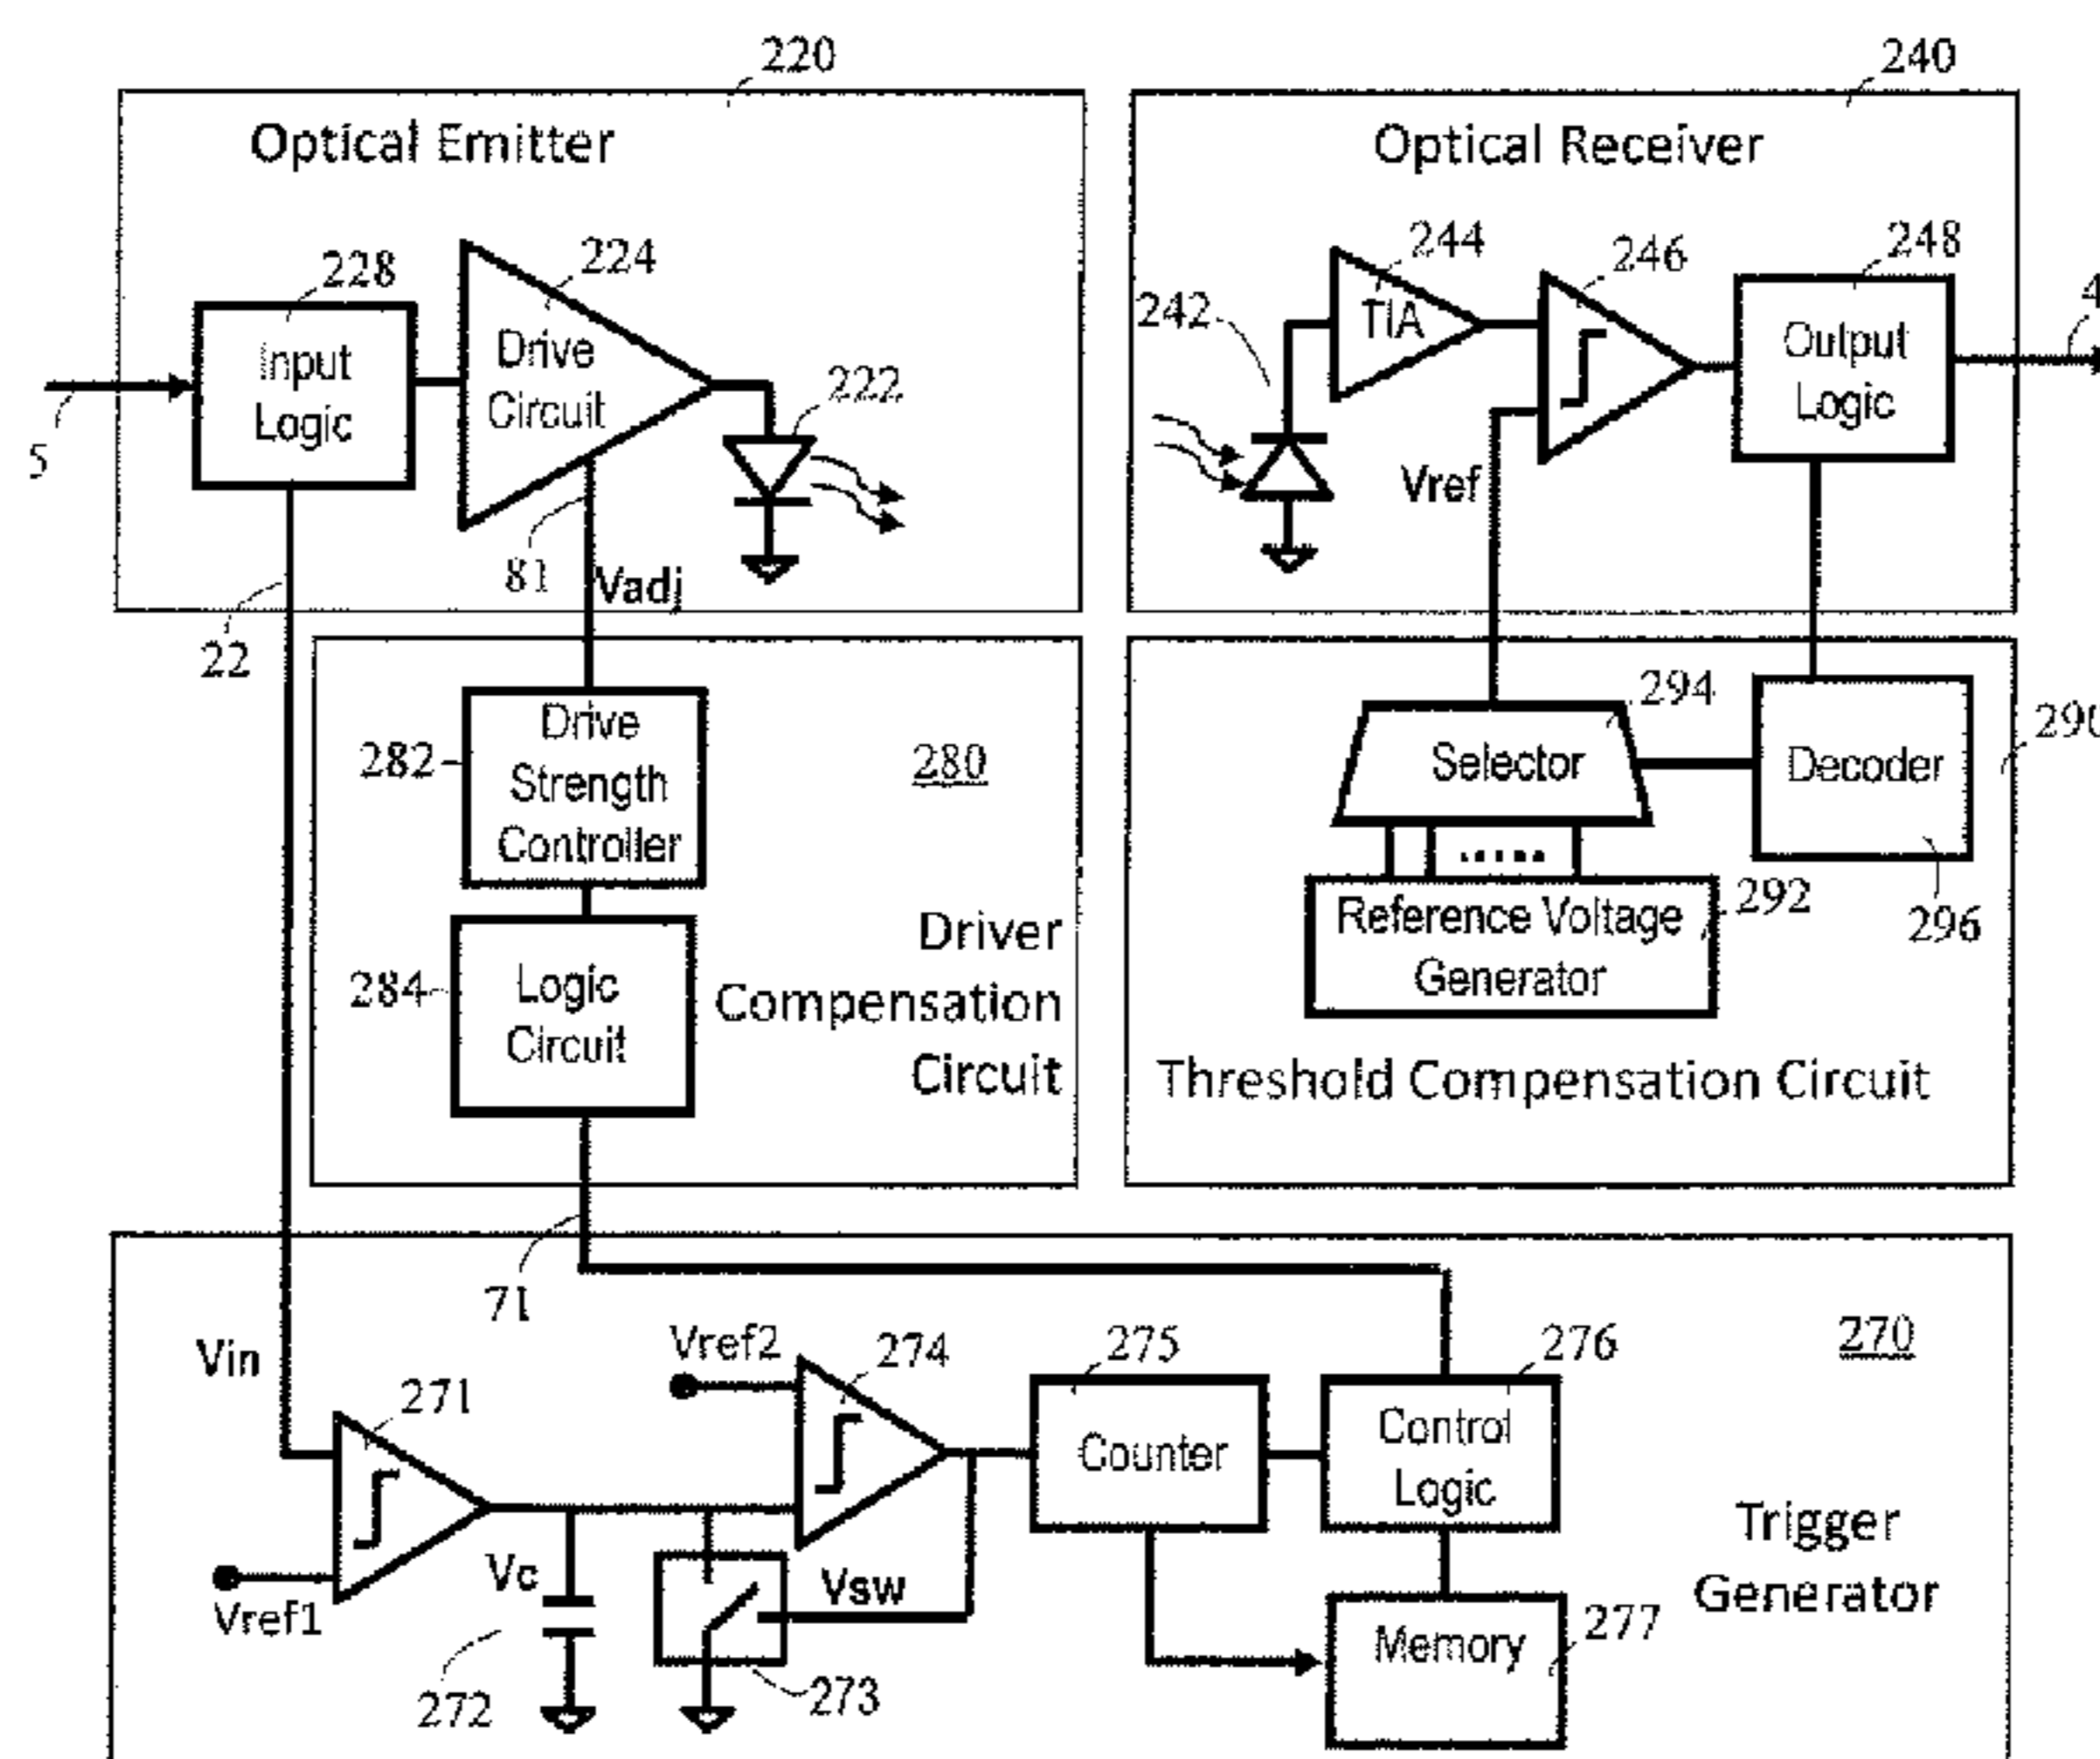 220
240
Optical Emitter
Optical Receiver
228
224
244
246
248
Input
Logic
Drive
Circuit
222
242
TIA
Output
Logic
4
5
81
Vadj
Vref
22
282
Drive
Strength
Controller
280
294
Selector
Decoder
290
292
Reference Voltage
Generator
296
284
Logic
Circuit
Driver
Compensation
Circuit
Threshold Compensation Circuit
71
Vin
271
Vref2
274
275
276
270
Counter
Control
Logic
Trigger
Generator
Vref1
Vc
272
Vsw
273
Memory
277